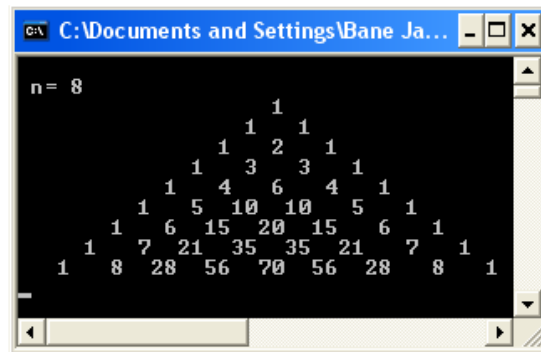 C:\Documents and Settings\Bane Ja...
n= 8
1
1 1
1 2 1
1 3 3 1
1 4 6 4 1
1 5 10 10 5 1
1 6 15 20 15 6 1
1 7 21 35 35 21 7 1
1 8 28 56 70 56 28 8 1